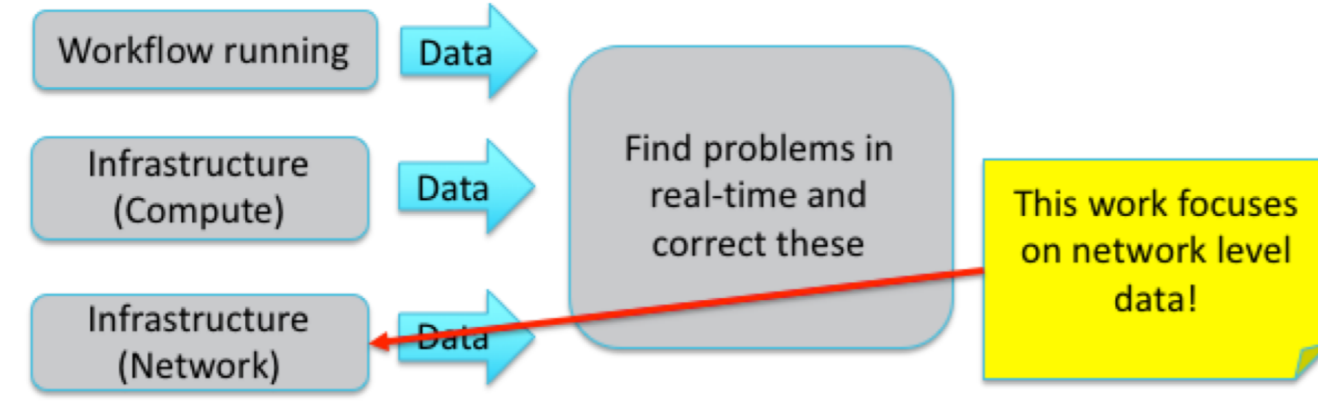 Workflow running
Data
Infrastructure
(Compute)
Data
Infrastructure
(Network)
Data
Find problems in
real-time and
correct these
This work focuses
on network level
data!